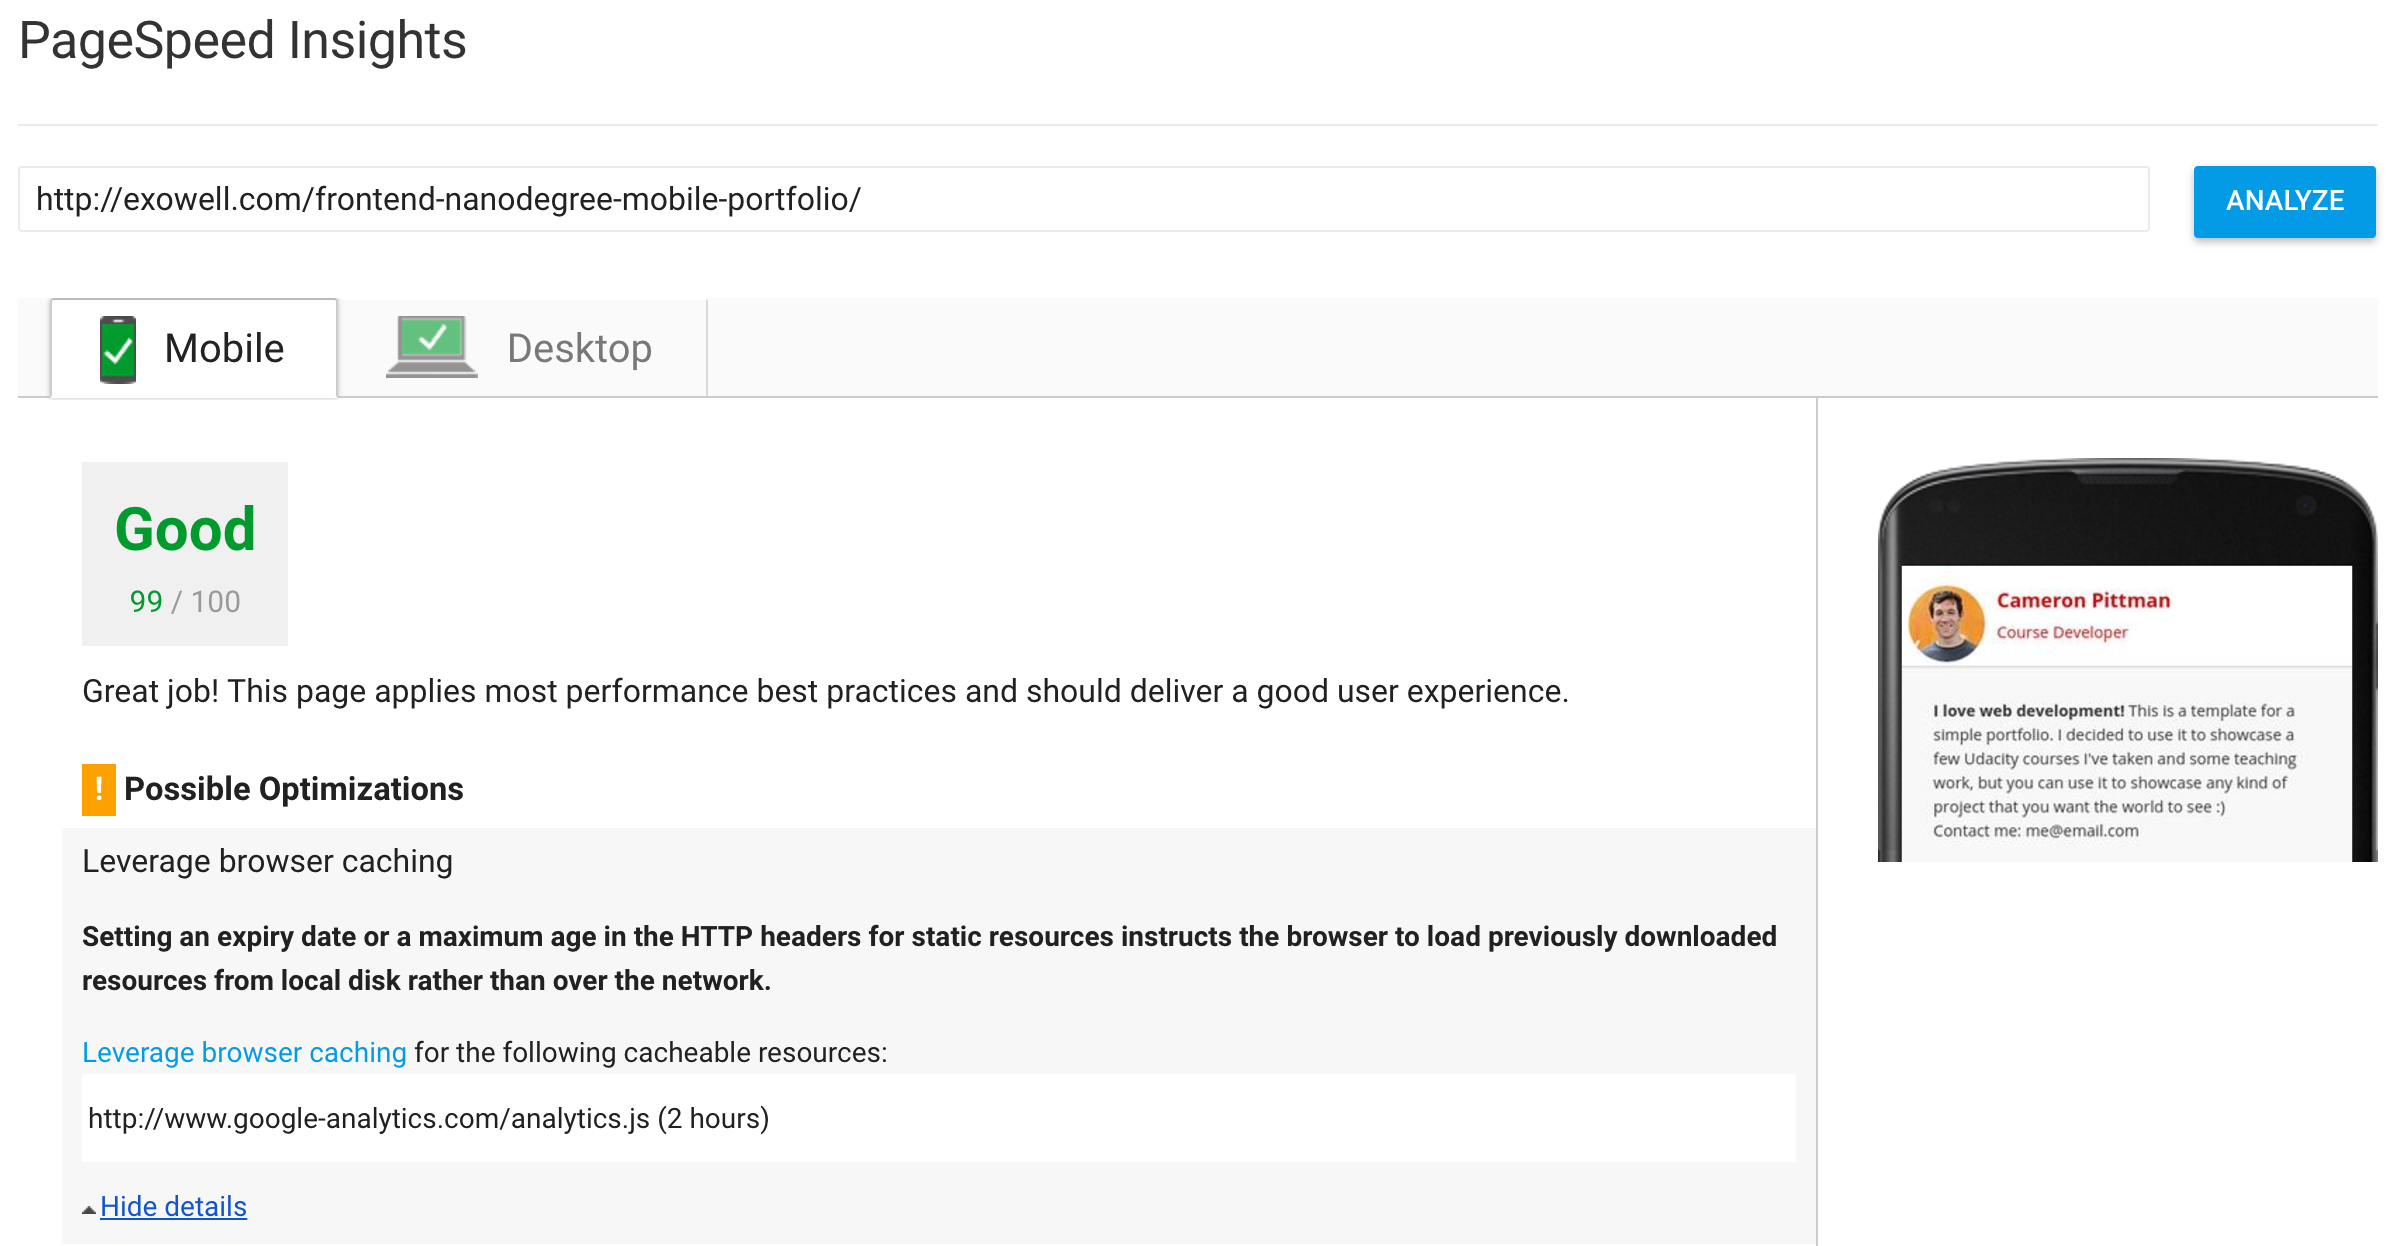 PageSpeed Insights
http://exowell.com/frontend-nanodegree-mobile-portfolio/
ANALYZE
Mobile
Desktop
Good
99 / 100
Great job! This page applies most performance best practices and should deliver a good user experience.
! Possible Optimizations
Leverage browser caching
Setting an expiry date or a maximum age in the HTTP headers for static resources instructs the browser to load previously downloaded
resources from local disk rather than over the network.
Leverage browser caching for the following cacheable resources:
http://www.google-analytics.com/analytics.js (2 hours)
Hide details
Cameron Pittman
Course Developer
I love web development! This is a template for a
simple portfolio. I decided to use it to showcase a
few Udacity courses I've taken and some teaching
work, but you can use it to showcase any kind of
project that you want the world to see :)
Contact me: me@email.com